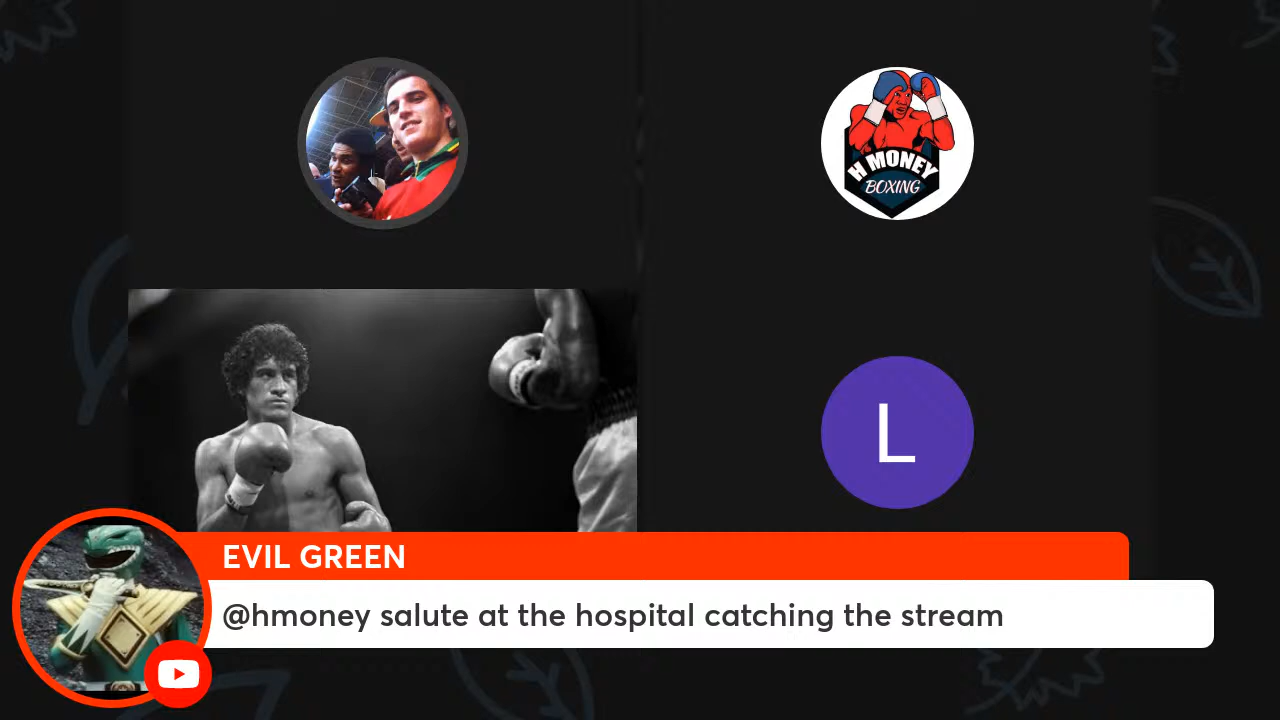 H MONEY
BOXING
L
EVIL GREEN
@hmoney salute at the hospital catching the stream